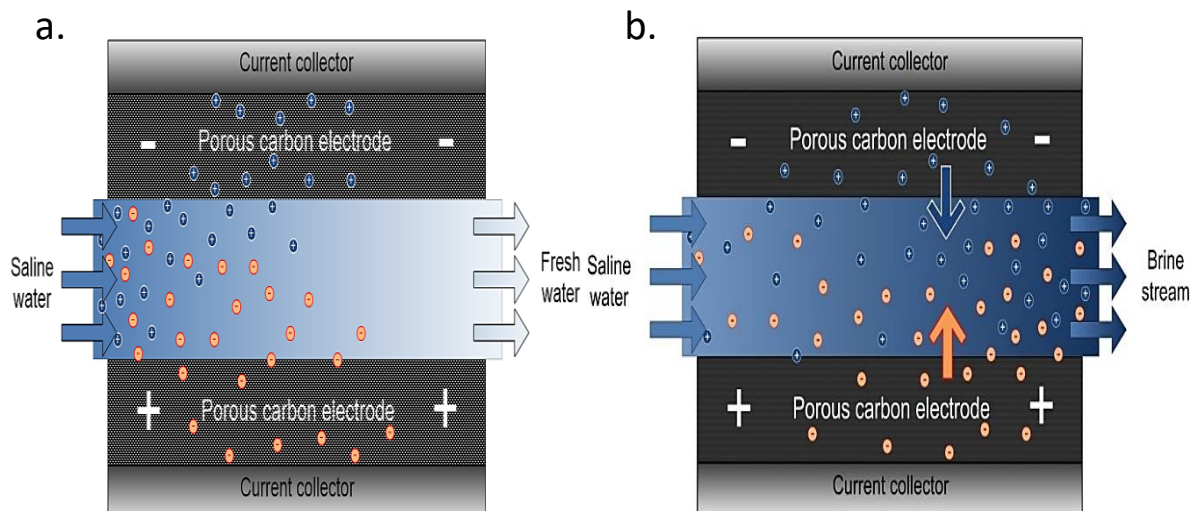 a.
Current collector
Porous carbon electrode
- -
Saline
water
Fresh
water
+ +
Porous carbon electrode
Current collector
b.
Current collector
Porous carbon electrode
- -
Saline
water
Brine
stream
+ +
Porous carbon electrode
Current collector